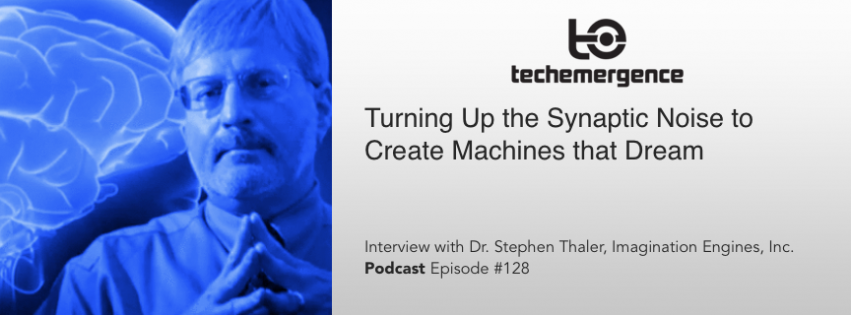 techemergence
Turning Up the Synaptic Noise to
Create Machines that Dream
Interview with Dr. Stephen Thaler, Imagination Engines, Inc.
Podcast Episode #128